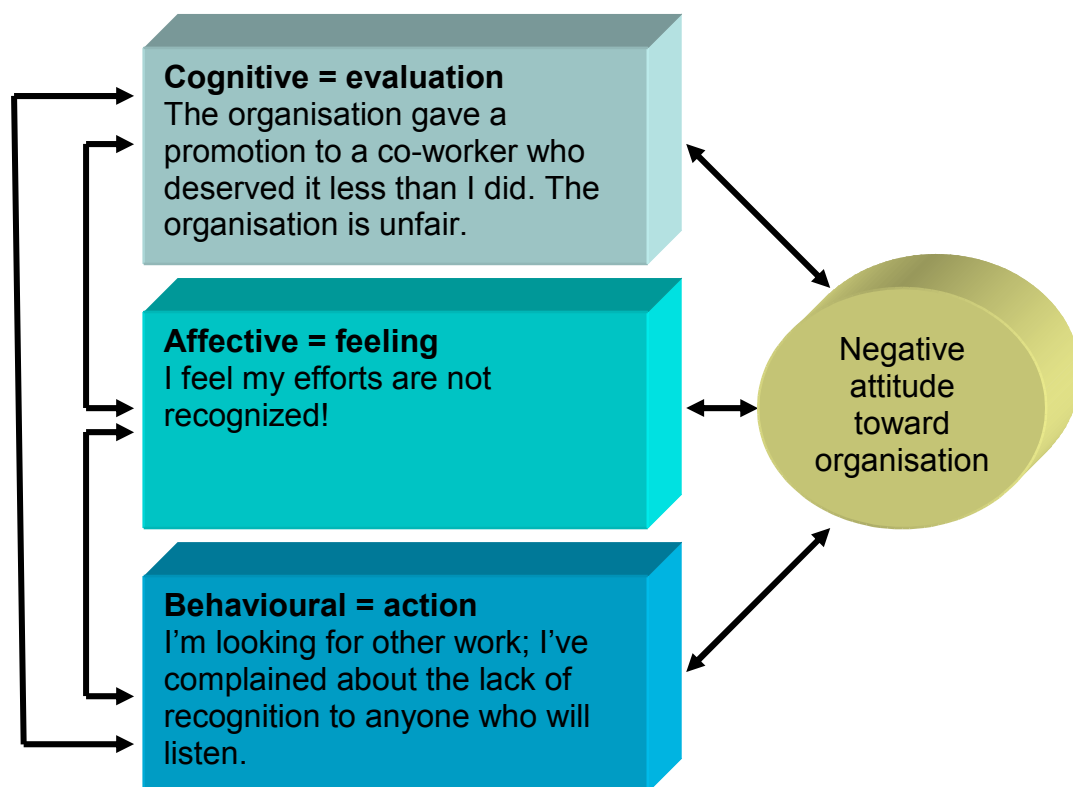 Cognitive = evaluation
The organisation gave a
promotion to a co-worker who
deserved it less than I did. The
organisation is unfair.
Affective = feeling
I feel my efforts are not
recognized!
Behavioural = action
I’m looking for other work; I’ve
complained about the lack of
recognition to anyone who will
listen.
Negative
attitude
toward
organisation